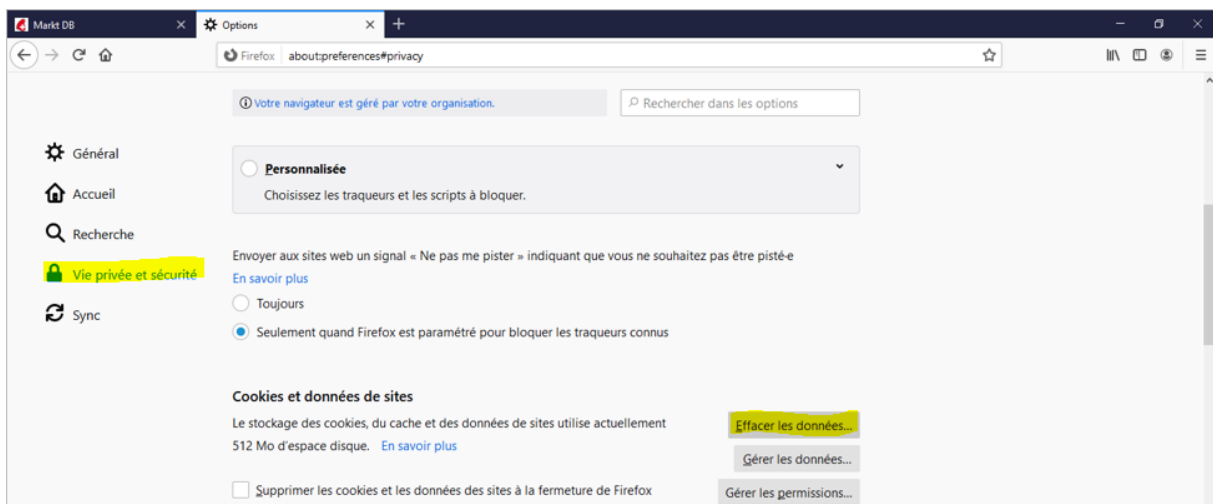 Markt DB
Options
Firefox about:preferences#privacy
Votre navigateur est géré par votre organisation.
Rechercher dans les options
Général
Accueil
Recherche
Vie privée et sécurité
Sync
Personnalisée
Choisissez les traqueurs et les scripts à bloquer.
Envoyer aux sites web un signal « Ne pas me pister » indiquant que vous ne souhaitez pas être pisté·e
En savoir plus
Toujours
Seulement quand Firefox est paramétré pour bloquer les traqueurs connus
Cookies et données de sites
Le stockage des cookies, du cache et des données de sites utilise actuellement
512 Mo d'espace disque. En savoir plus
Effacer les données...
Gérer les données...
Supprimer les cookies et les données des sites à la fermeture de Firefox
Gérer les permissions...